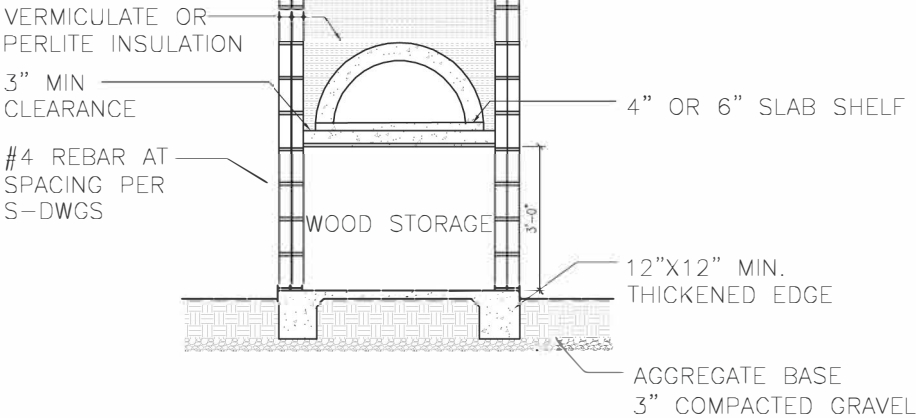 VERMICULATE OR
PERLITE INSULATION
3" MIN
CLEARANCE
4" OR 6" SLAB SHELF
#4 REBAR AT
SPACING PER
S-DWGS
WOOD STORAGE
3'-0"
12"X12" MIN.
THICKENED EDGE
AGGREGATE BASE
3" COMPACTED GRAVEL